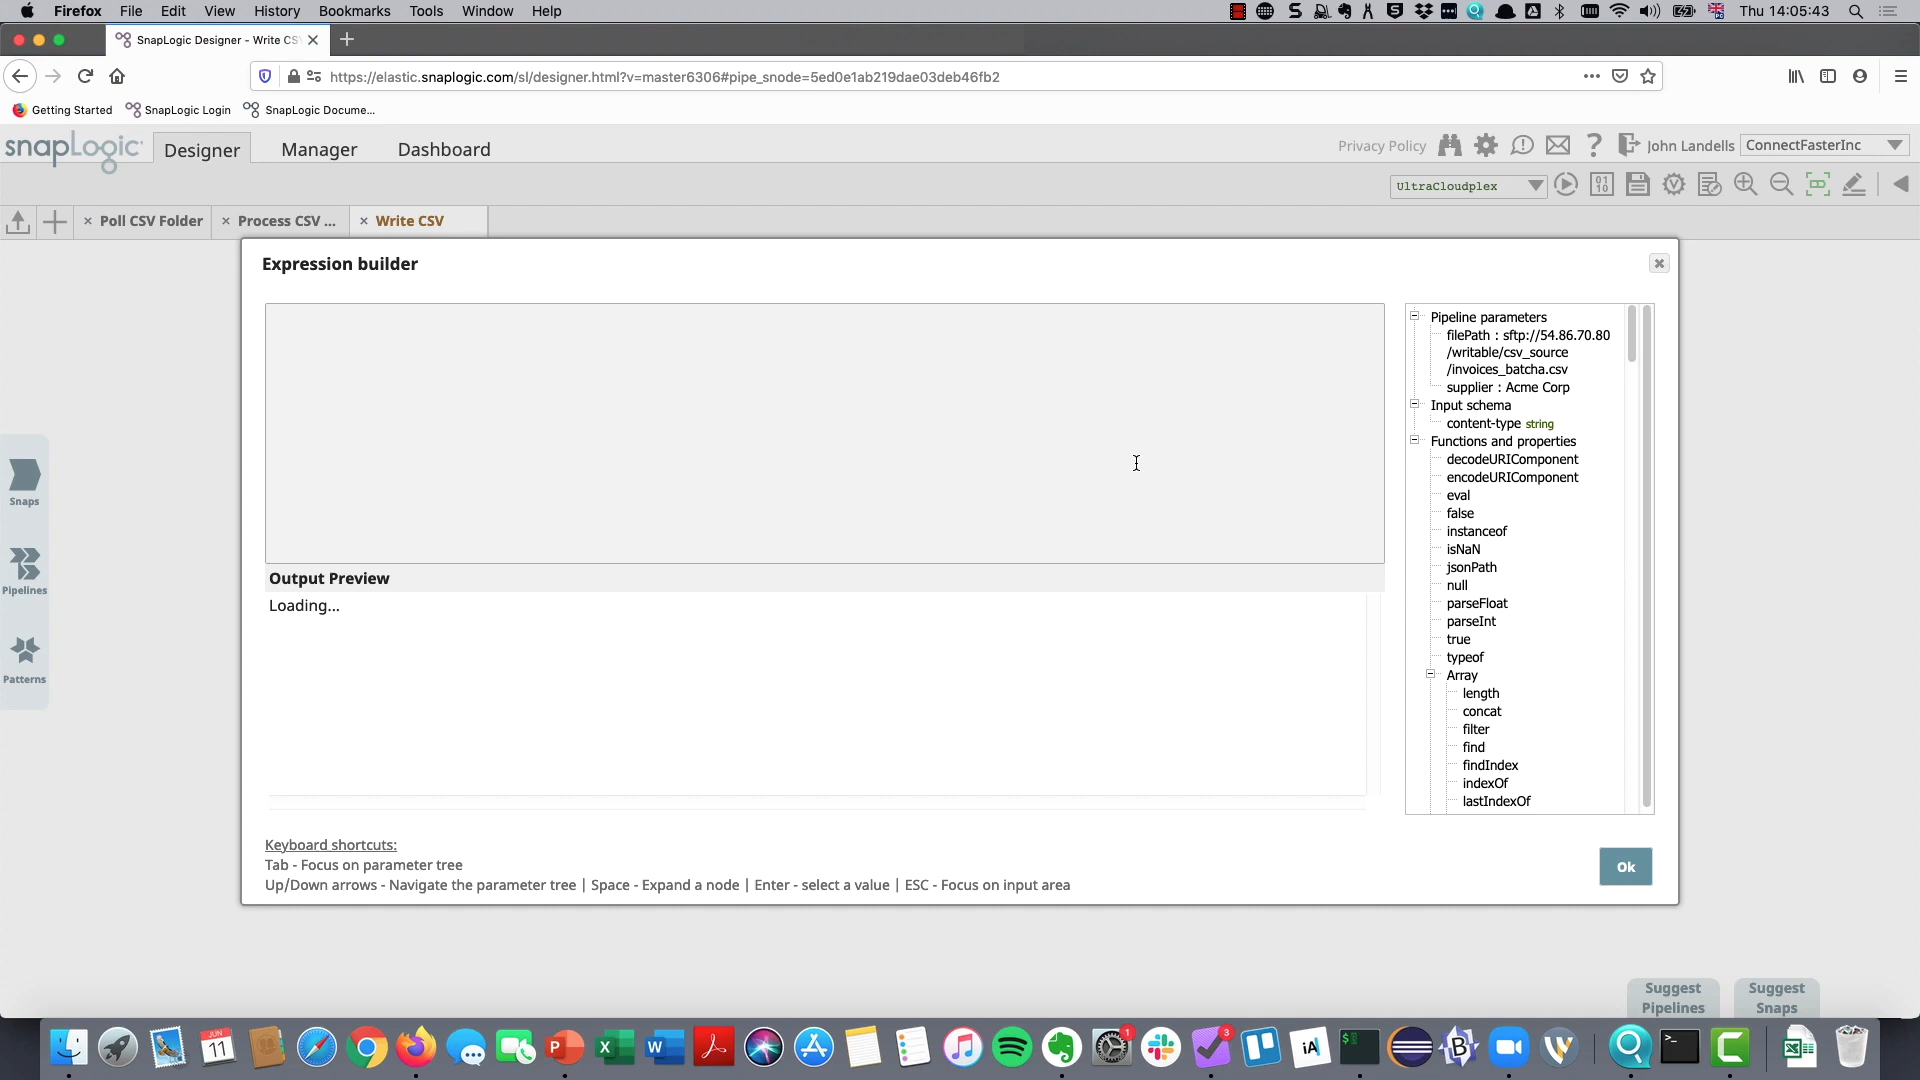 Firefox File Edit View History Bookmarks Tools Window Help Thu 14:05:43
SnapLogic Designer - Write CS
https://elastic.snaplogic.com/sl/designer.html?v=master6306#pipe_snode=5ed0e1ab219dae03deb46fb2
Getting Started SnapLogic Login SnapLogic Docume...
snapLogic Designer Manager Dashboard Privacy Policy John Landells ConnectFasterInc
UltraCloudplex
Poll CSV Folder Process CSV ... Write CSV
Expression builder
Pipeline parameters
filePath : sftp://54.86.70.80
/writable/csv_source
/invoices_batcha.csv
supplier : Acme Corp
Input schema
content-type string
Functions and properties
decodeURIComponent
encodeURIComponent
eval
false
instanceof
isNaN
jsonPath
null
parseFloat
parseInt
true
typeof
Array
length
concat
filter
find
findIndex
indexOf
lastIndexOf
Output Preview
Loading...
Snaps
Pipelines
Patterns
Keyboard shortcuts:
Tab - Focus on parameter tree
Up/Down arrows - Navigate the parameter tree | Space - Expand a node | Enter - select a value | ESC - Focus on input area
Ok
Suggest
Pipelines
Suggest
Snaps
JUN
11
1
3